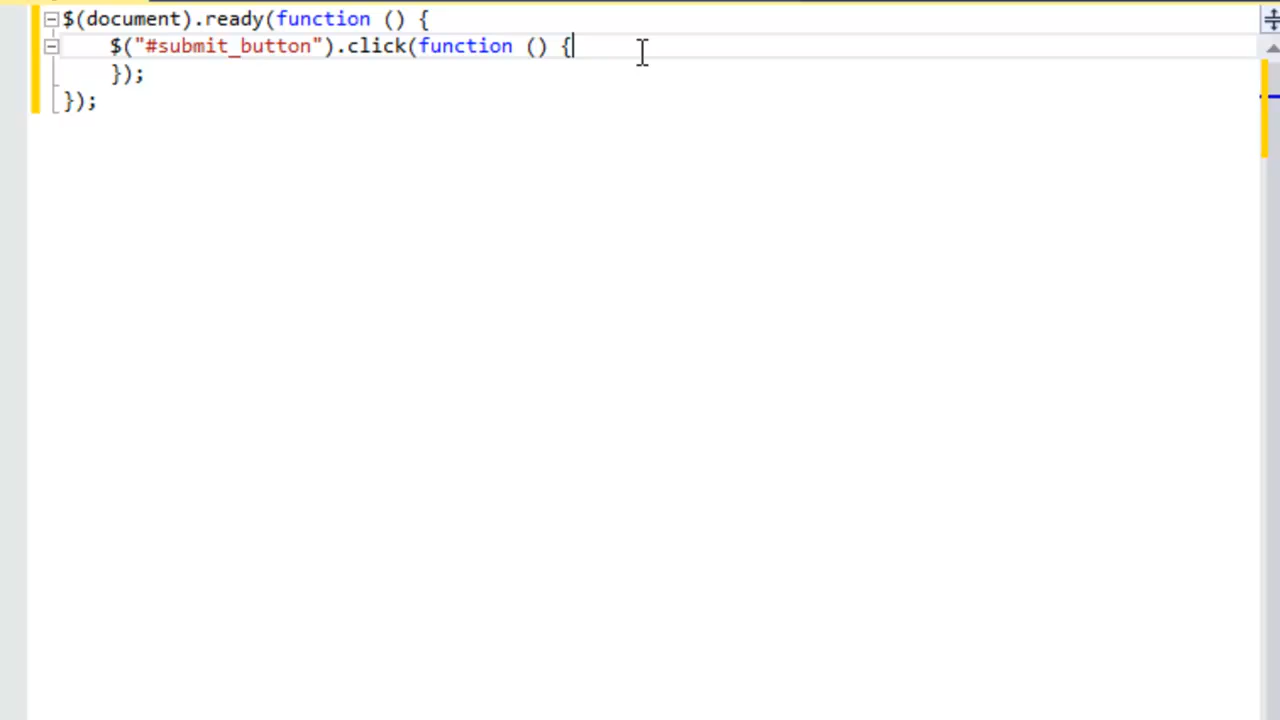 $(document).ready(function () {
    $("#submit_button").click(function () {
    });
});